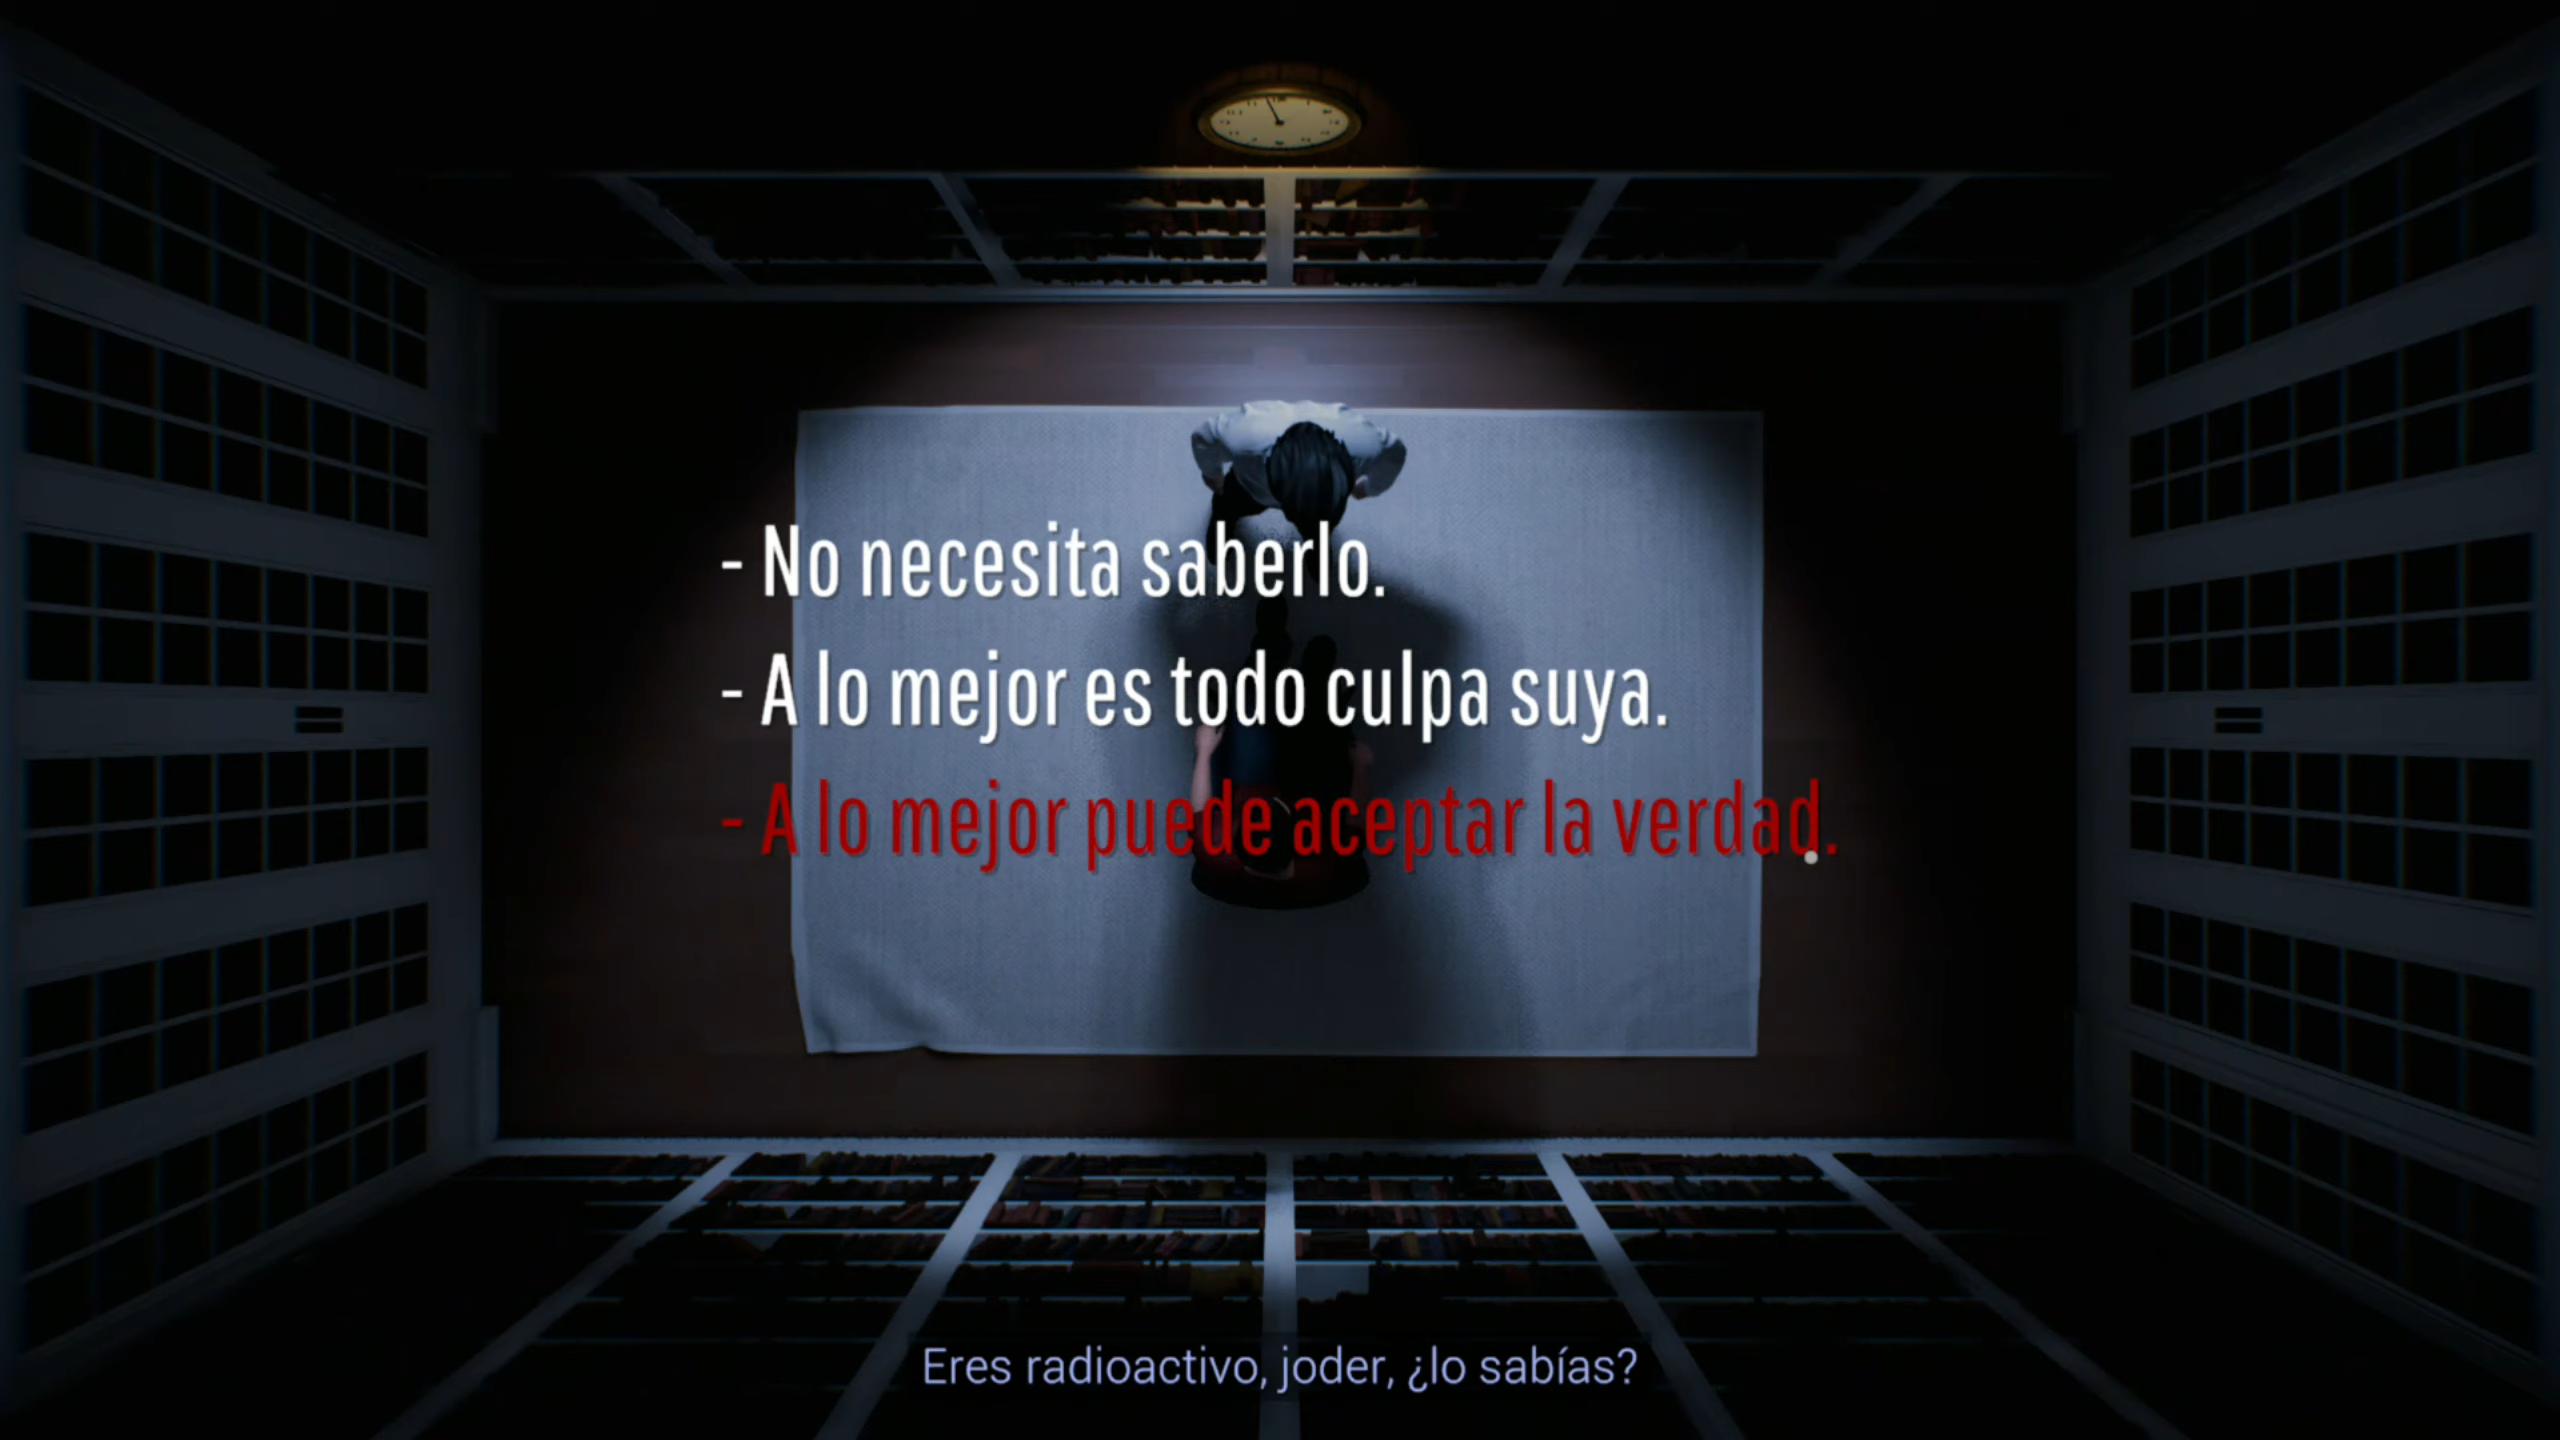 - No necesita saberlo.
- A lo mejor es todo culpa suya.
- A lo mejor puede aceptar la verdad.
Eres radioactivo, joder, ¿lo sabías?